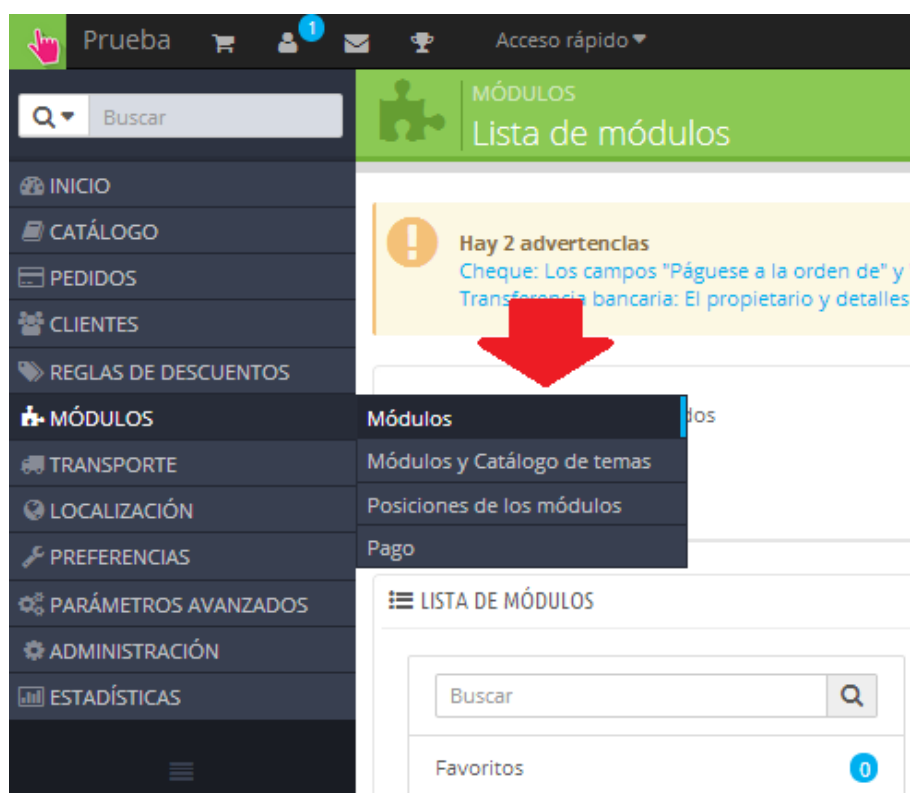 Prueba
1
Acceso rápido
Buscar
MÓDULOS
Lista de módulos
INICIO
CATÁLOGO
PEDIDOS
CLIENTES
REGLAS DE DESCUENTOS
MÓDULOS
TRANSPORTE
LOCALIZACIÓN
PREFERENCIAS
PARÁMETROS AVANZADOS
ADMINISTRACIÓN
ESTADÍSTICAS
Hay 2 advertencias
Cheque: Los campos "Páguese a la orden de" y
Transferencia bancaria: El propietario y detalles
Módulos
Módulos y Catálogo de temas
Posiciones de los módulos
Pago
LISTA DE MÓDULOS
Buscar
Favoritos
0